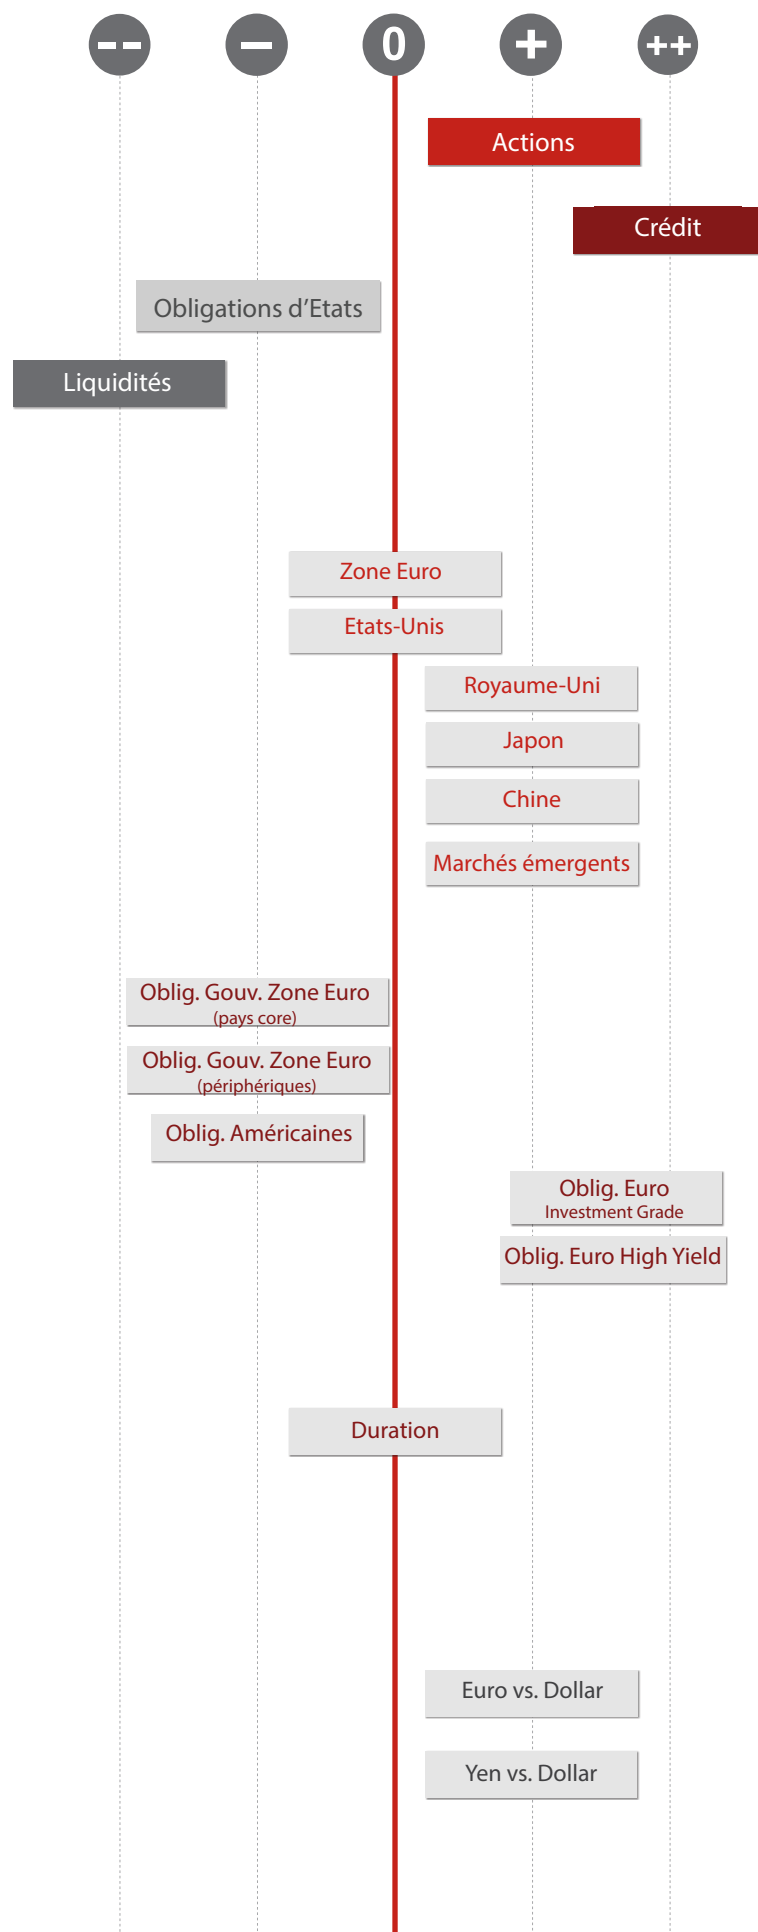 -- - 0 + ++
Actions
Crédit
Obligations d'Etats
Liquidités
Zone Euro
Etats-Unis
Royaume-Uni
Japon
Chine
Marchés émergents
Oblig. Gouv. Zone Euro
(pays core)
Oblig. Gouv. Zone Euro
(périphériques)
Oblig. Américaines
Oblig. Euro
Investment Grade
Oblig. Euro High Yield
Duration
Euro vs. Dollar
Yen vs. Dollar